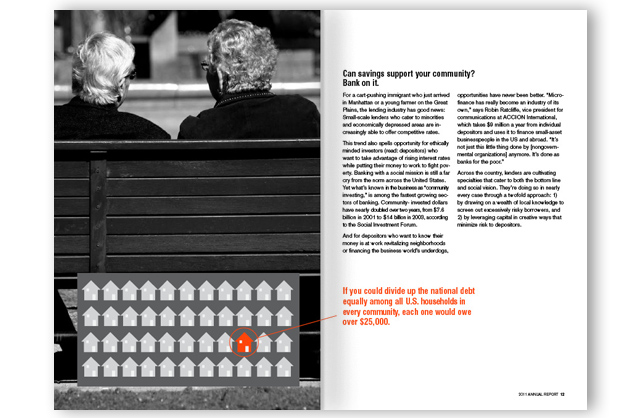 Can savings support your community?
Bank on it.
For a cart-pushing immigrant who just arrived
in Manhattan or a young farmer on the Great
Plains, the lending industry has good news:
Small-scale lenders who cater to minorities
and economically depressed areas are in-
creasingly able to offer competitive rates.
This trend also spells opportunity for ethically
minded investors (read: depositors) who
want to take advantage of rising interest rates
while putting their money to work to fight pov-
erty. Banking with a social mission is still a far
cry from the norm across the United States.
Yet what's known in the business as "community
investing," is among the fastest growing sec-
tors of banking. Community- invested dollars
have nearly doubled over two years, from $7.6
billion in 2001 to $14 billion in 2003, according
to the Social Investment Forum.
And for depositors who want to know their
money is at work revitalizing neighborhoods
or financing the business world's underdogs,
opportunities have never been better. "Micro-
finance has really become an industry of its
own," says Robin Ratcliffe, vice president for
communications at ACCION International,
which takes $9 million a year from individual
depositors and uses it to finance small-asset
businesspeople in the US and abroad. "It's
not just this little thing done by [nongovern-
mental organizations] anymore. It's done as
banks for the poor."
Across the country, lenders are cultivating
specialties that cater to both the bottom line
and social vision. They're doing so in nearly
every case through a twofold approach: 1)
by drawing on a wealth of local knowledge to
screen out excessively risky borrowers, and
2) by leveraging capital in creative ways that
minimize risk to depositors.
If you could divide up the national debt
equally among all U.S. households in
every community, each one would owe
over $25,000.
2011 ANNUAL REPORT 13